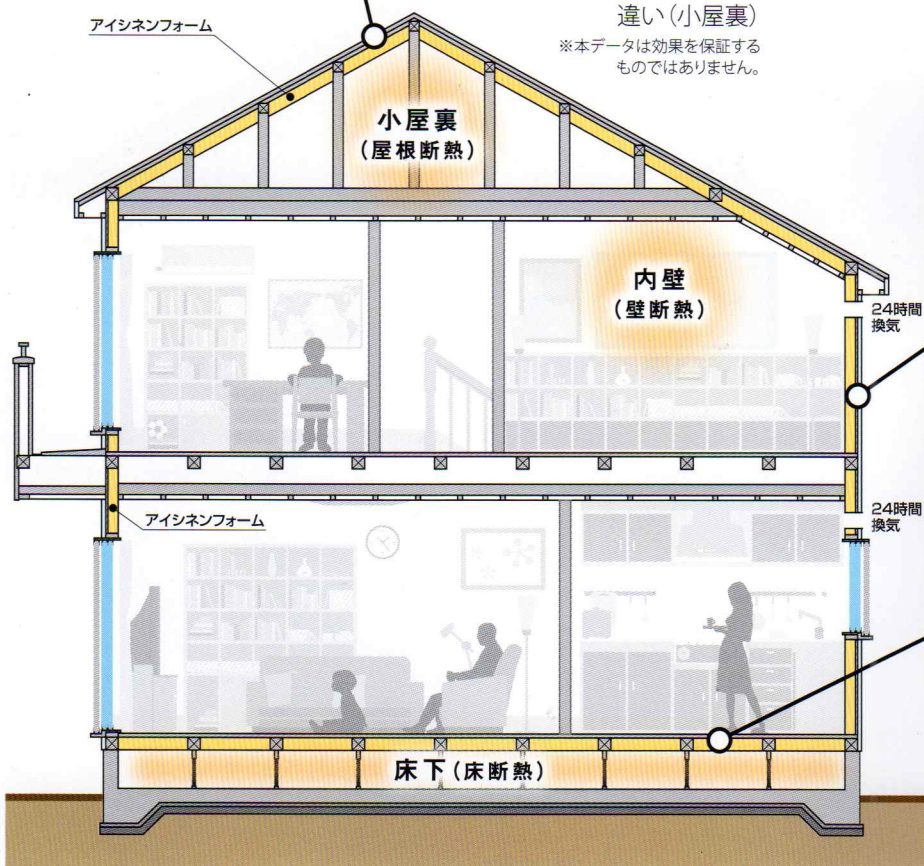 違い（小屋裏）
※本データは効果を保証する
ものではありません。
アイシネンフォーム
小屋裏
（屋根断熱）
内壁
（壁断熱）
24時間
換気
アイシネンフォーム
24時間
換気
床下（床断熱）